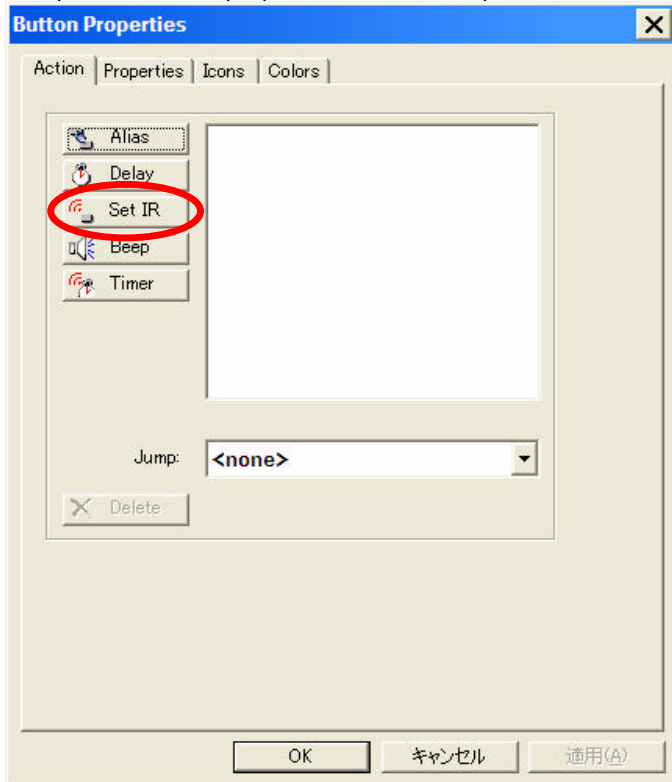 Button Properties
Action Properties Icons Colors
Alias
Delay
Set IR
Beep
Timer
Jump: <none>
Delete
OK キャンセル 適用(A)